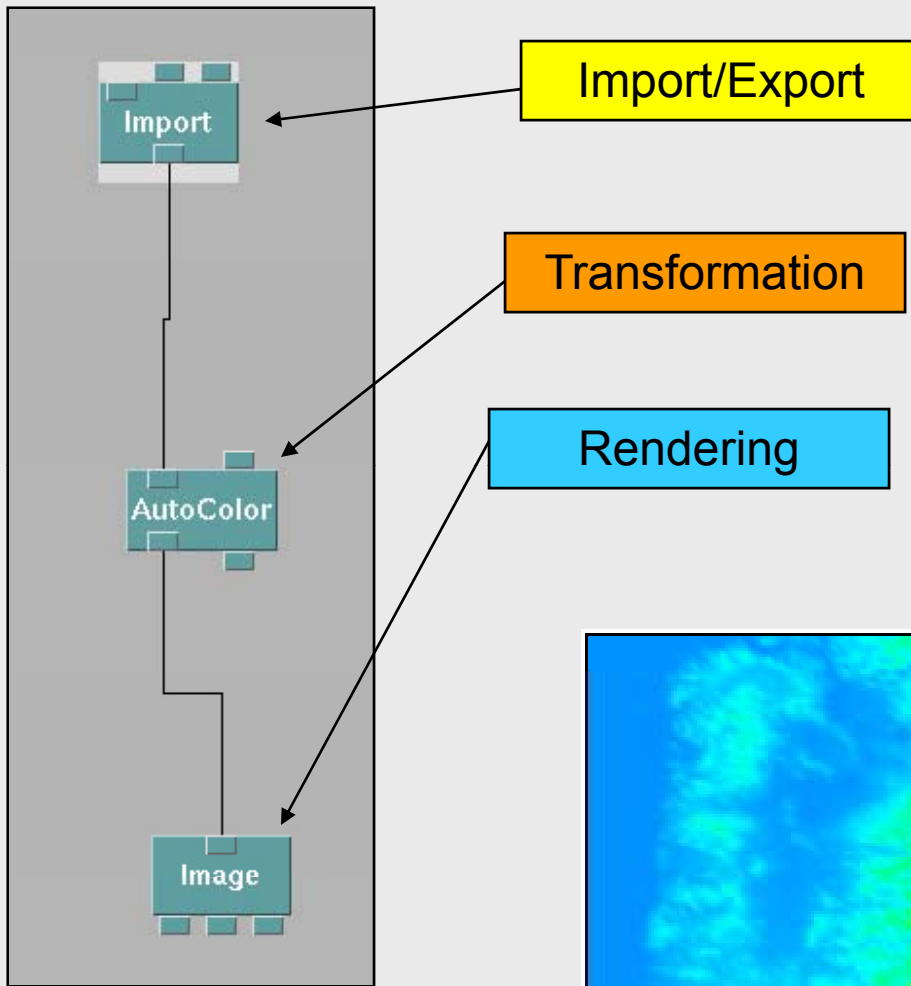 Import/Export
Import
Transformation
Rendering
AutoColor
Image